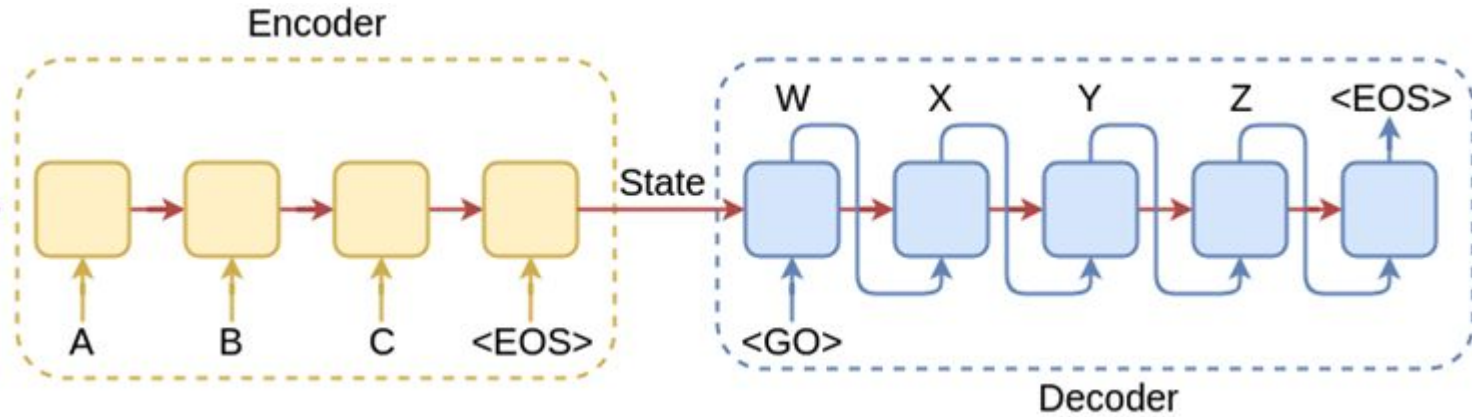 Encoder
W X Y Z <EOS>
State
A B C <EOS> <GO>
Decoder